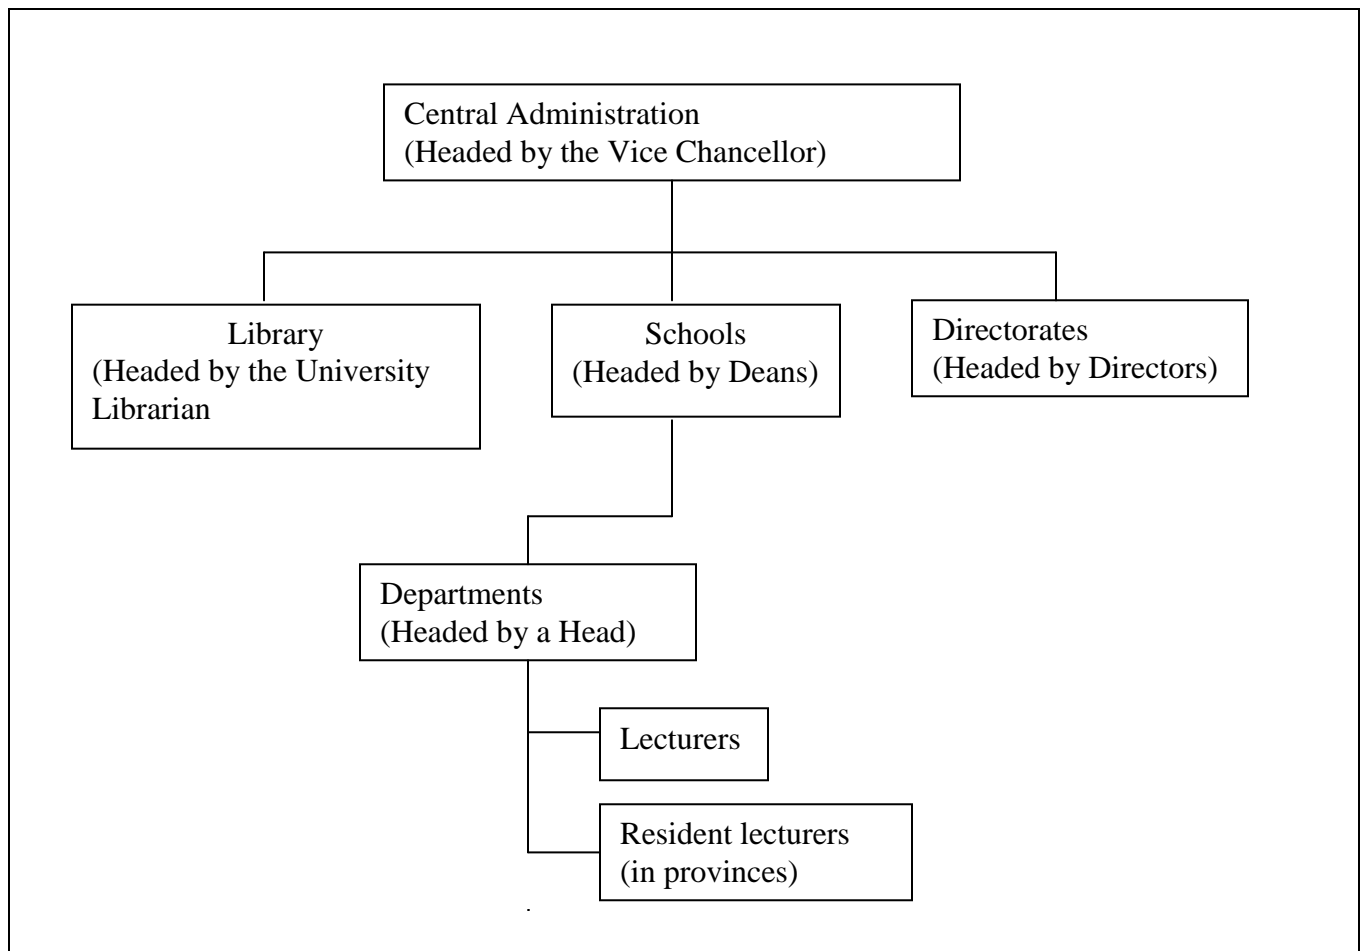 Central Administration
(Headed by the Vice Chancellor)
Library
(Headed by the University
Librarian
Schools
(Headed by Deans)
Directorates
(Headed by Directors)
Departments
(Headed by a Head)
Lecturers
Resident lecturers
(in provinces)
.